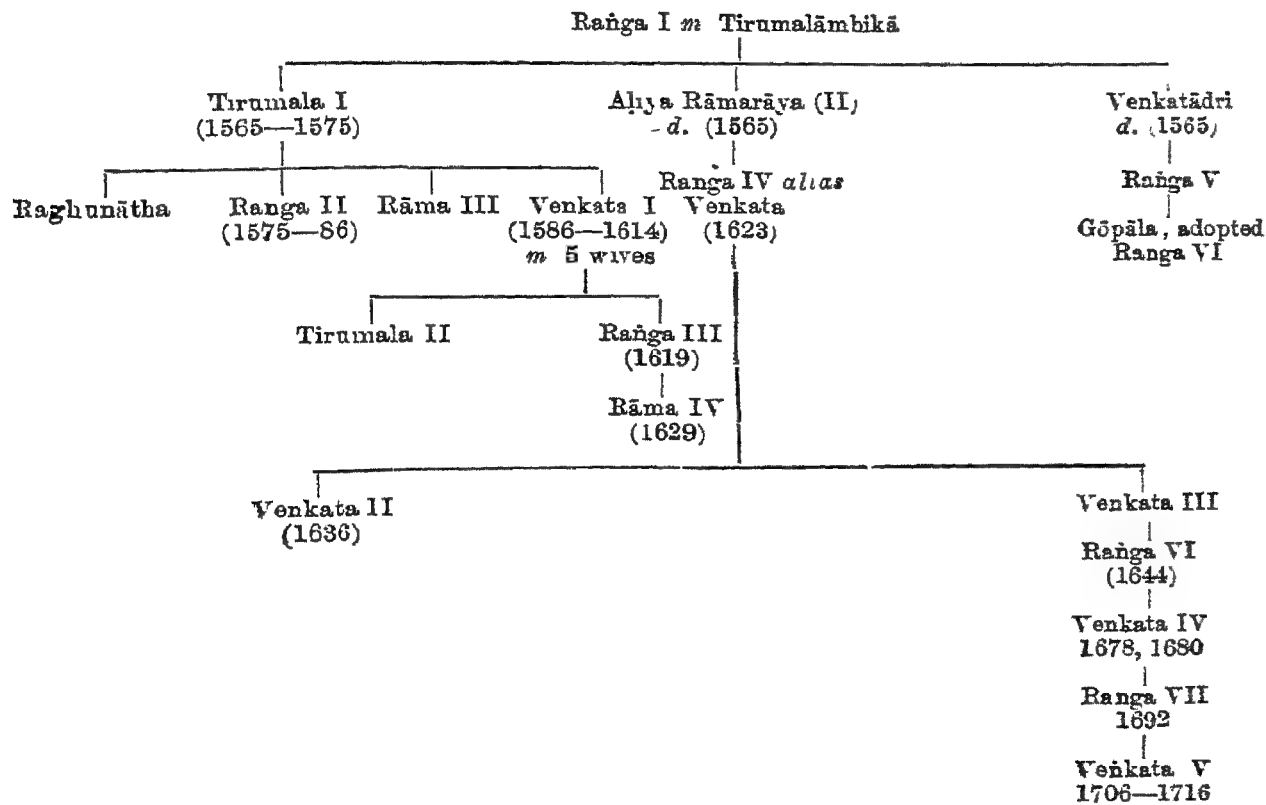 Raṅga I m Tirumalāmbikā
Tirumala I
(1565—1575)
Aḷiya Rāmarāya (II)
d. (1565)
Venkatādri
d. (1565)
Raghunātha
Ranga II
(1575—86)
Rāma III
Venkata I
(1586—1614)
m 5 wives
Raṅga IV alias
Venkata
(1623)
Raṅga V
Gōpāla, adopted
Ranga VI
Tirumala II
Raṅga III
(1619)
Rāma IV
(1629)
Venkata II
(1636)
Venkata III
Raṅga VI
(1644)
Venkata IV
1678, 1680
Ranga VII
1692
Veṅkata V
1706—1716